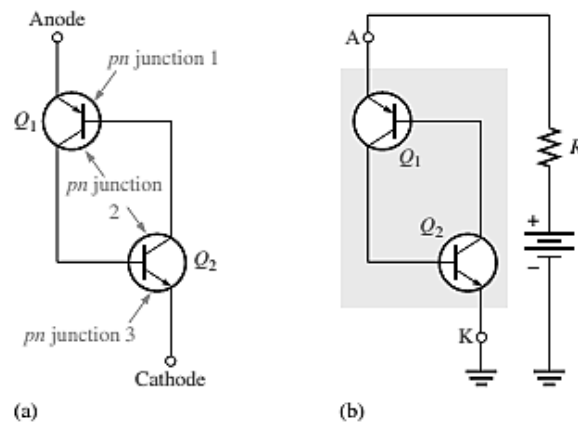 Anode
pn junction 1
Q1
pn junction
2
Q2
pn junction 3
Cathode
(a)
A
Q1
Q2
K
R
+
−
(b)